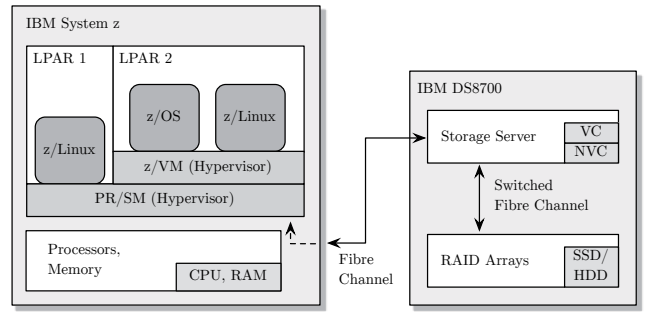 IBM System z
LPAR 1
LPAR 2
z/OS
z/Linux
z/Linux
z/VM (Hypervisor)
PR/SM (Hypervisor)
Processors,
Memory
CPU, RAM
Fibre
Channel
IBM DS8700
Storage Server
VC
NVC
Switched
Fibre Channel
RAID Arrays
SSD/
HDD